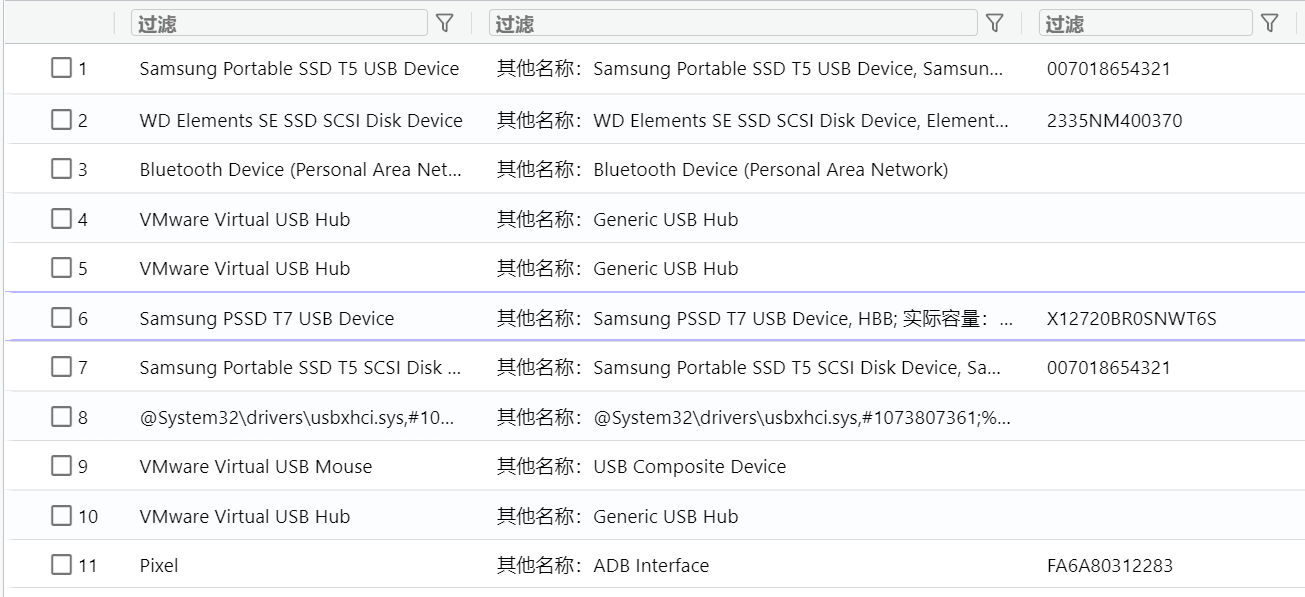 过滤 过滤 过滤
1 Samsung Portable SSD T5 USB Device 其他名称：Samsung Portable SSD T5 USB Device, Samsun... 007018654321
2 WD Elements SE SSD SCSI Disk Device 其他名称：WD Elements SE SSD SCSI Disk Device, Element... 2335NM400370
3 Bluetooth Device (Personal Area Net... 其他名称：Bluetooth Device (Personal Area Network)
4 VMware Virtual USB Hub 其他名称：Generic USB Hub
5 VMware Virtual USB Hub 其他名称：Generic USB Hub
6 Samsung PSSD T7 USB Device 其他名称：Samsung PSSD T7 USB Device, HBB; 实际容量：... X12720BR0SNWT6S
7 Samsung Portable SSD T5 SCSI Disk ... 其他名称：Samsung Portable SSD T5 SCSI Disk Device, Sa... 007018654321
8 @System32\drivers\usbxhci.sys,#10... 其他名称：@System32\drivers\usbxhci.sys,#1073807361;%...
9 VMware Virtual USB Mouse 其他名称：USB Composite Device
10 VMware Virtual USB Hub 其他名称：Generic USB Hub
11 Pixel 其他名称：ADB Interface FA6A80312283